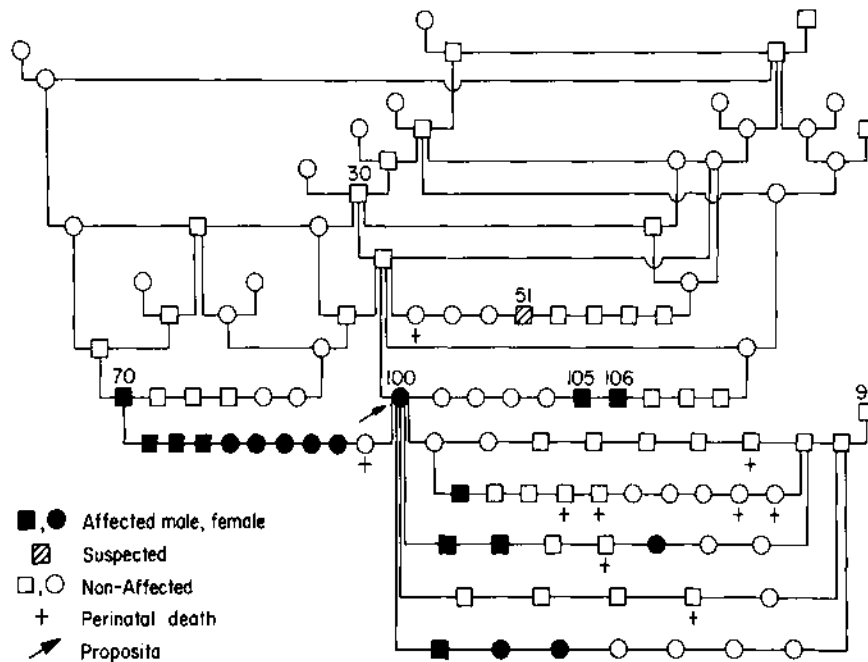 30
51
70
100
105 106
9
■,● Affected male, female
Suspected
□,○ Non-Affected
+ Perinatal death
Proposita